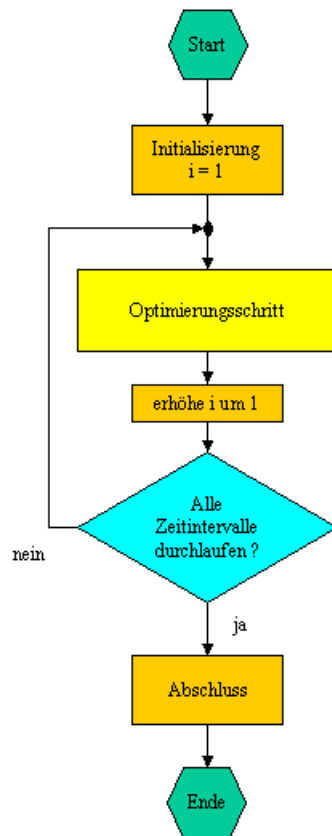 Start
Initialisierung
i = 1
Optimierungsschritt
erhöhe i um 1
Alle
Zeitintervalle
durchlaufen ?
nein
ja
Abschluss
Ende